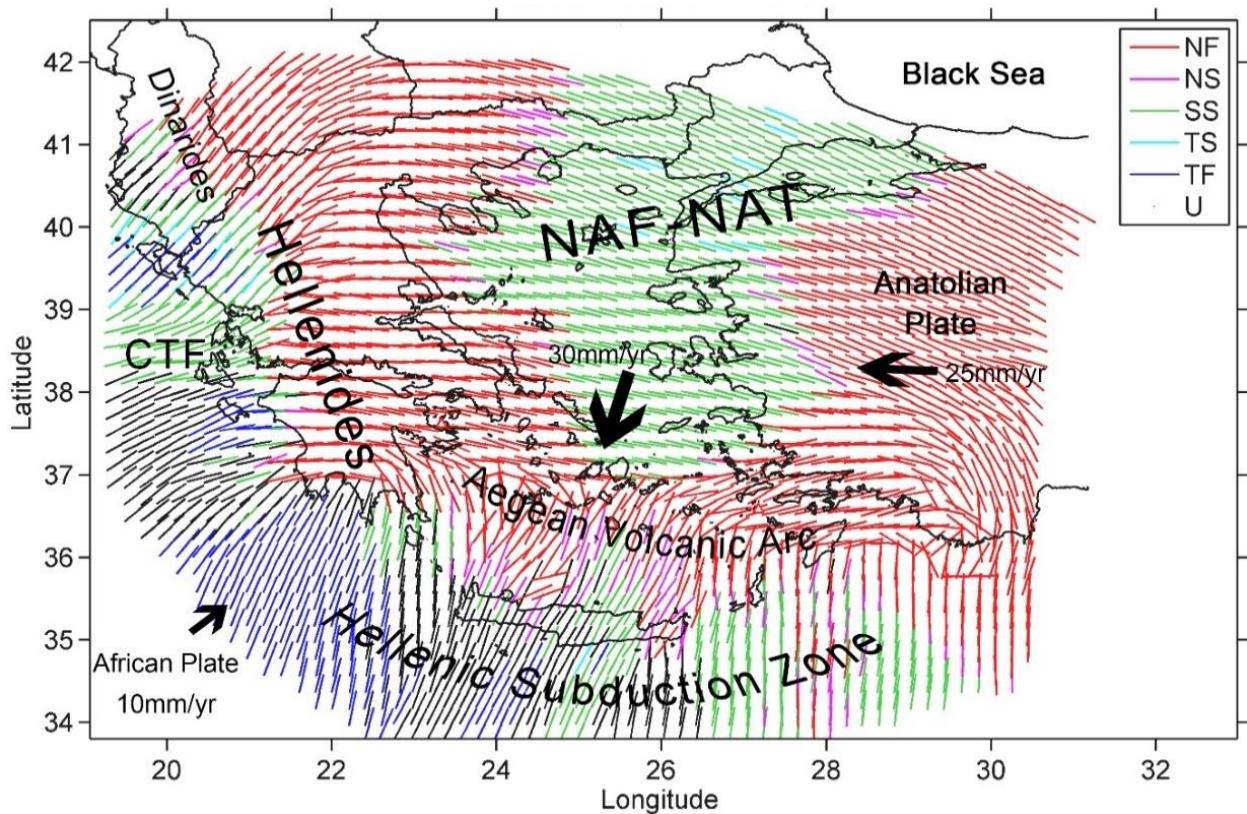 42
41
40
39
38
37
36
35
34
Latitude
20
22
24
26
28
30
32
Longitude
Dinarides
Black Sea
NF
NS
SS
TS
TF
U
Hellenides
NAF-NAT
Anatolian
Plate
CTF
30mm/yr
25mm/yr
Aegean Volcanic Arc
Hellenic Subduction Zone
African Plate
10mm/yr